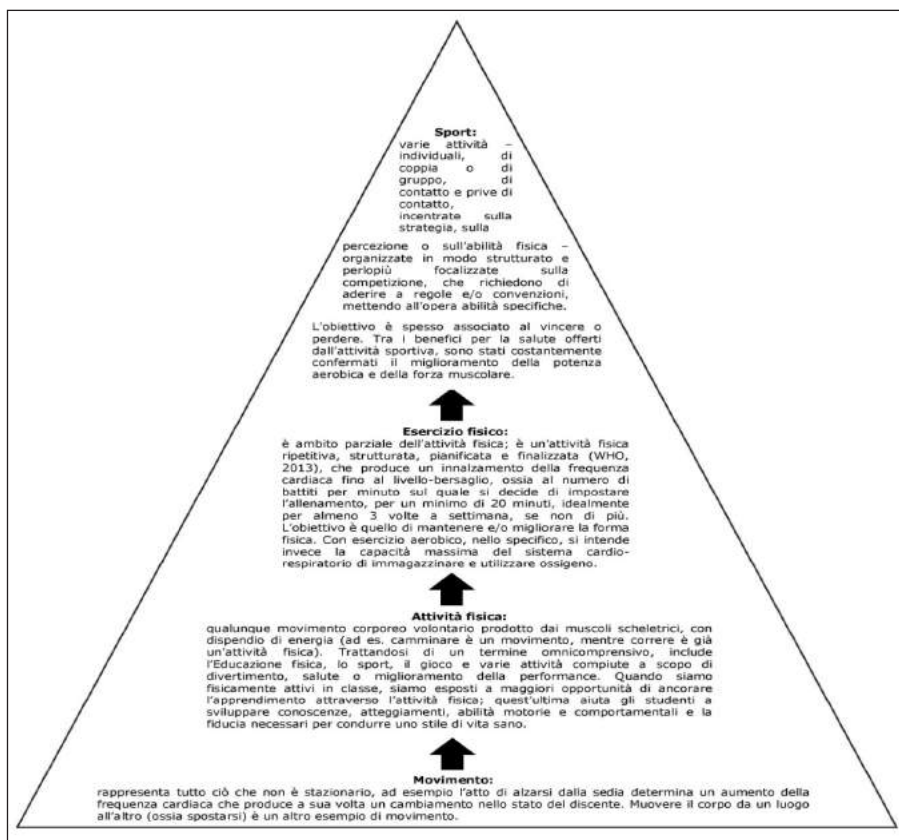 Sport:
varie attività –
individuali, di
coppia o di
gruppo, di
contatto e prive di
contatto,
incentrate sulla
strategia, sulla
percezione o sull'abilità fisica –
organizzate in modo strutturato e
perlopiù focalizzate sulla
competizione, che richiedono di
aderire a regole e/o convenzioni,
mettendo all'opera abilità specifiche.
L'obiettivo è spesso associato al vincere o
perdere. Tra i benefici per la salute offerti
dall'attività sportiva, sono stati costantemente
confermati il miglioramento della potenza
aerobica e della forza muscolare.
Esercizio fisico:
è ambito parziale dell'attività fisica; è un'attività fisica
ripetitiva, strutturata, pianificata e finalizzata (WHO,
2013), che produce un innalzamento della frequenza
cardiaca fino al livello-bersaglio, ossia al numero di
battiti per minuto sul quale si decide di impostare
l'allenamento, per un minimo di 20 minuti, idealmente
per almeno 3 volte a settimana, se non di più.
L'obiettivo è quello di mantenere e/o migliorare la forma
fisica. Con esercizio aerobico, nello specifico, si intende
invece la capacità massima del sistema cardio-
respiratorio di immagazzinare e utilizzare ossigeno.
Attività fisica:
qualunque movimento corporeo volontario prodotto dai muscoli scheletrici, con
dispendio di energia (ad es. camminare è un movimento, mentre correre è già
un'attività fisica). Trattandosi di un termine omnicomprensivo, include
l'Educazione fisica, lo sport, il gioco e varie attività compiute a scopo di
divertimento, salute o miglioramento della performance. Quando siamo
fisicamente attivi in classe, siamo esposti a maggiori opportunità di ancorare
l'apprendimento attraverso l'attività fisica; quest'ultima aiuta gli studenti a
sviluppare conoscenze, atteggiamenti, abilità motorie e comportamentali e la
fiducia necessari per condurre uno stile di vita sano.
Movimento:
rappresenta tutto ciò che non è stazionario, ad esempio l'atto di alzarsi dalla sedia determina un aumento della
frequenza cardiaca che produce a sua volta un cambiamento nello stato del discente. Muovere il corpo da un luogo
all'altro (ossia spostarsi) è un altro esempio di movimento.